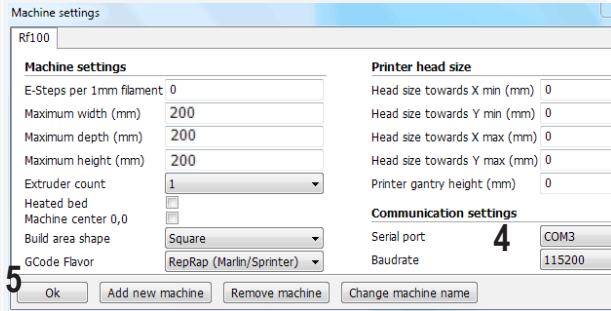 Machine settings
Rf100
Machine settings
E-Steps per 1mm filament 0
Maximum width (mm) 200
Maximum depth (mm) 200
Maximum height (mm) 200
Extruder count 1
Heated bed
Machine center 0,0
Build area shape Square
GCode Flavor RepRap (Marlin/Sprinter)
Printer head size
Head size towards X min (mm) 0
Head size towards Y min (mm) 0
Head size towards X max (mm) 0
Head size towards Y max (mm) 0
Printer gantry height (mm) 0
Communication settings
Serial port 4 COM3
Baudrate 115200
5
Ok Add new machine Remove machine Change machine name